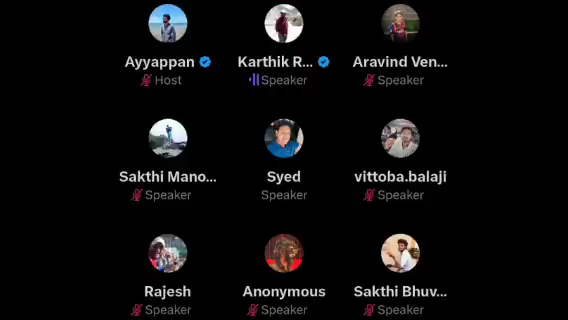 Ayyappan Karthik R... Aravind Ven...
Host Speaker Speaker
Sakthi Mano... Syed vittoba.balaji
Speaker Speaker Speaker
Rajesh Anonymous Sakthi Bhuv...
Speaker Speaker Speaker